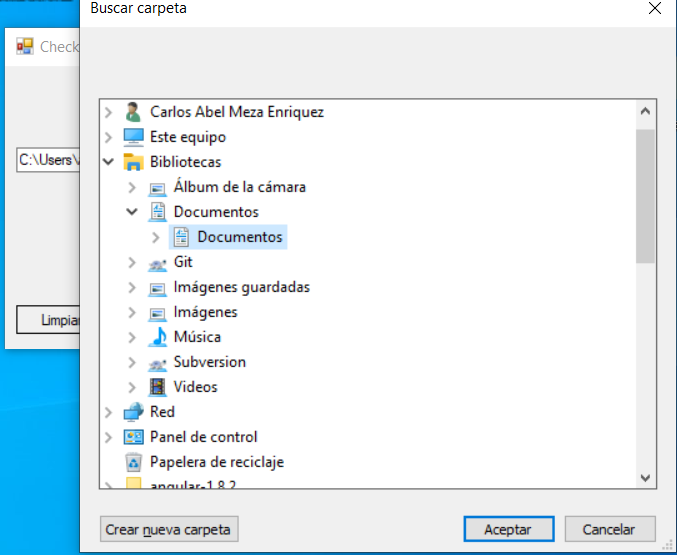 Buscar carpeta
Check
C:\Users\
Limpiar
Carlos Abel Meza Enriquez
Este equipo
Bibliotecas
Álbum de la cámara
Documentos
Documentos
Git
Imágenes guardadas
Imágenes
Música
Subversion
Videos
Red
Panel de control
Papelera de reciclaje
angular-1.8.2
Crear nueva carpeta
Aceptar
Cancelar